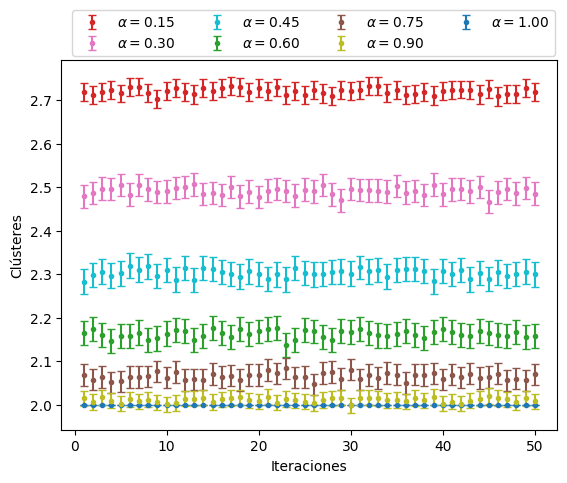 α = 0.15 α = 0.45 α = 0.75 α = 1.00
α = 0.30 α = 0.60 α = 0.90
2.7
2.6
2.5
2.4
2.3
2.2
2.1
2.0
Clústeres
0 10 20 30 40 50
Iteraciones